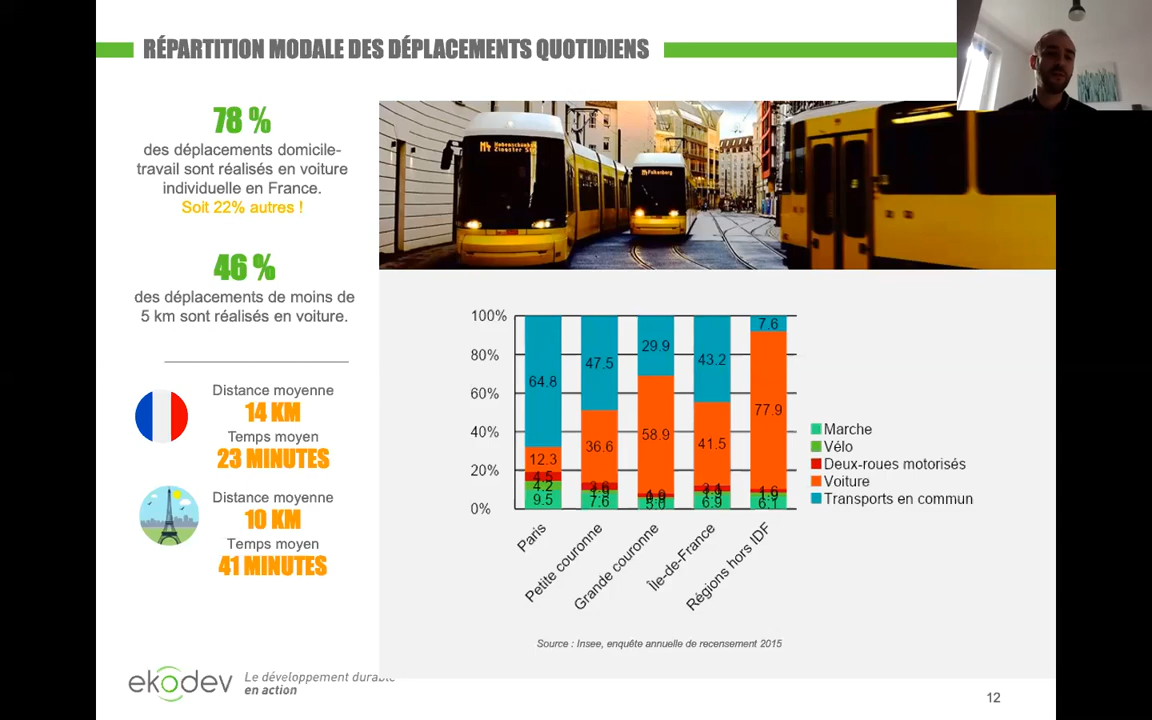 RÉPARTITION MODALE DES DÉPLACEMENTS QUOTIDIENS
78 %
des déplacements domicile-
travail sont réalisés en voiture
individuelle en France.
Soit 22% autres !
46 %
des déplacements de moins de
5 km sont réalisés en voiture.
Distance moyenne
14 KM
Temps moyen
23 MINUTES
Distance moyenne
10 KM
Temps moyen
41 MINUTES
100%
80%
60%
40%
20%
0%
64.8
12.3
4.5
4.2
9.5
47.5
36.6
7.6
29.9
58.9
5.0
43.2
41.5
6.9
7.6
77.9
6.1
Paris
Petite couronne
Grande couronne
Île-de-France
Régions hors IDF
Marche
Vélo
Deux-roues motorisés
Voiture
Transports en commun
Source : Insee, enquête annuelle de recensement 2015
ekodev
Le développement durable
en action
12